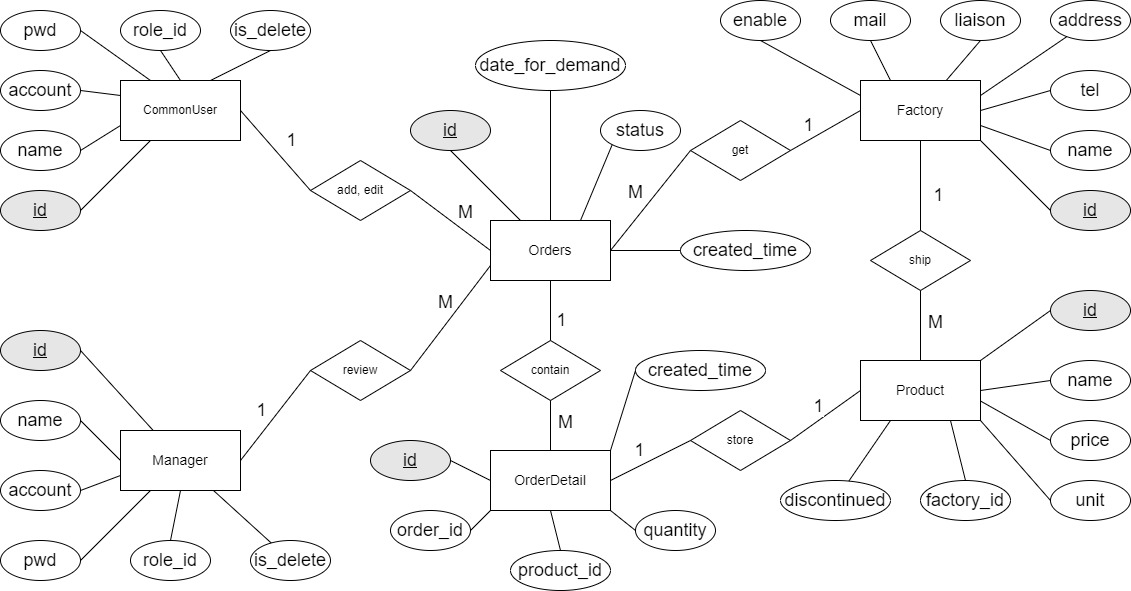 pwd
role_id
is_delete
account
CommonUser
name
id
1
add, edit
M
date_for_demand
id
status
Orders
created_time
M
get
1
enable
mail
liaison
address
Factory
tel
name
id
1
ship
M
id
name
account
pwd
Manager
role_id
is_delete
1
review
M
1
contain
M
created_time
id
OrderDetail
order_id
product_id
quantity
1
store
1
Product
id
name
price
unit
discontinued
factory_id